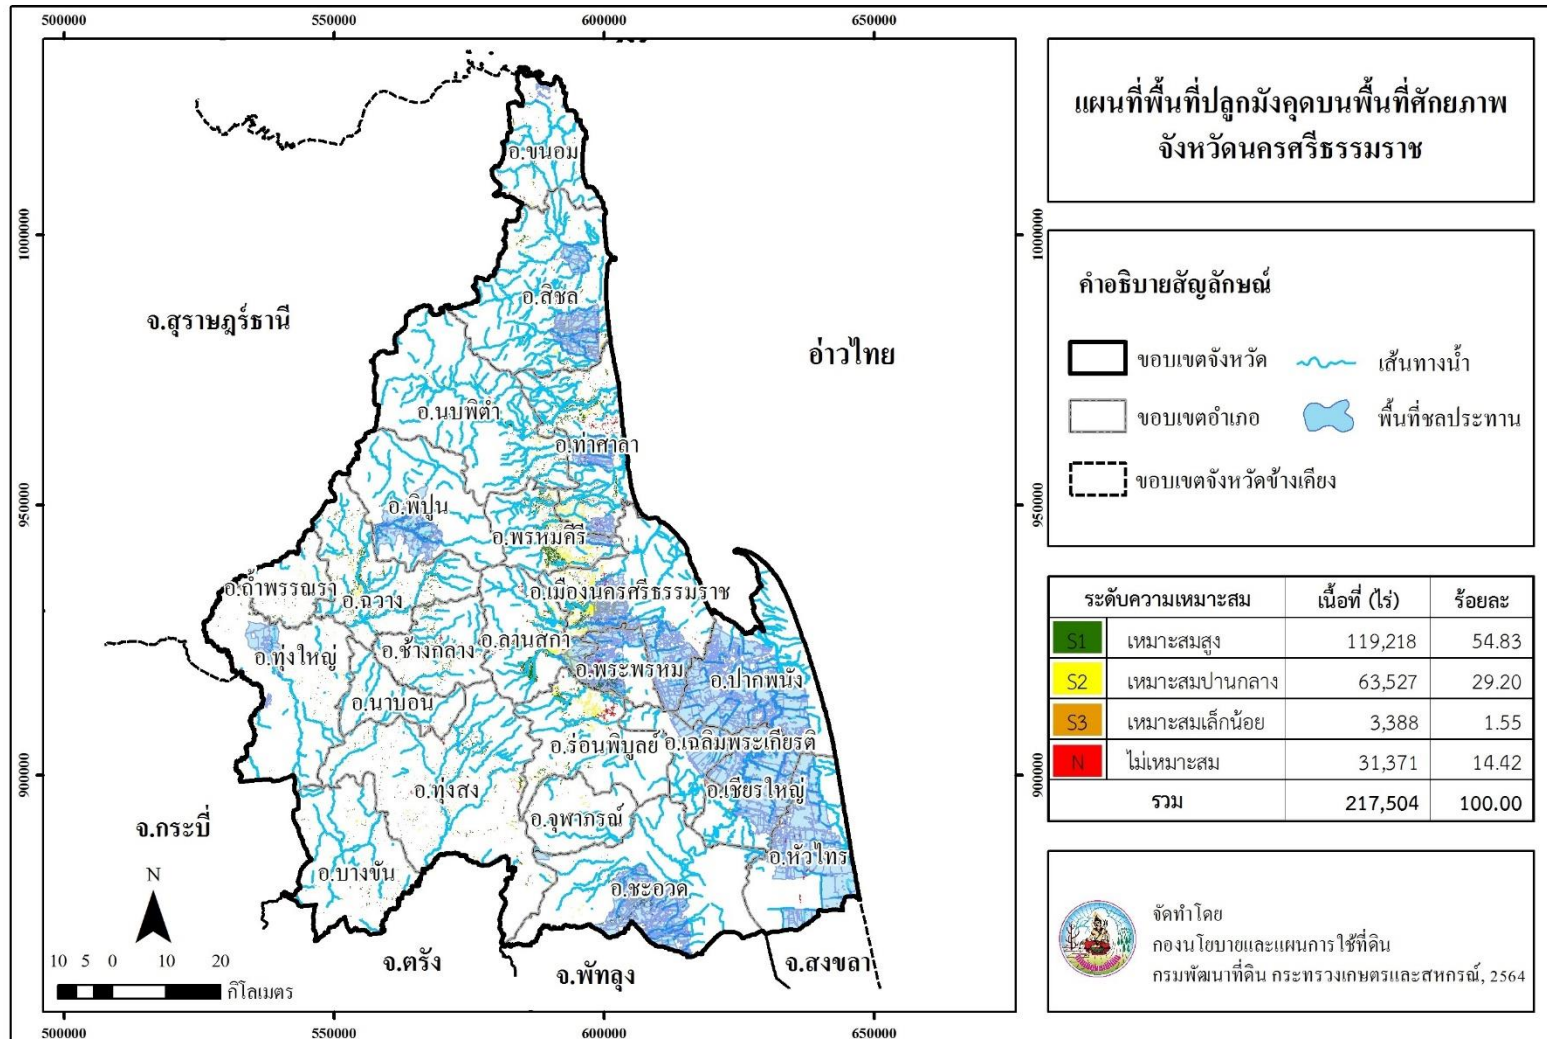 500000 550000 600000 650000
แผนที่พื้นที่ปลูกมังคุดบนพื้นที่ศักยภาพ
จังหวัดนครศรีธรรมราช
อ.ขนอม
1000000 1000000
อ.สิชล
จ.สุราษฎร์ธานี
อ่าวไทย
อ.นบพิตำ
อ.ท่าศาลา
950000 950000
อ.พิปูน
อ.พรหมคีรี
อ.ถ้ำพรรณรา
อ.ฉวาง
อ.เมืองนครศรีธรรมราช
อ.ลานสกา
อ.ช้างกลาง
อ.ทุ่งใหญ่
อ.พระพรหม
อ.ปากพนัง
อ.นาบอน
อ.ร่อนพิบูลย์
อ.เฉลิมพระเกียรติ
900000 900000
อ.ทุ่งสง
อ.เชียรใหญ่
จ.กระบี่
อ.จุฬาภรณ์
อ.หัวไทร
อ.บางขัน
อ.ชะอวด
N
จ.ตรัง
จ.พัทลุง
จ.สงขลา
10 5 0 10 20
กิโลเมตร
500000 550000 600000 650000
คำอธิบายสัญลักษณ์
ขอบเขตจังหวัด เส้นทางน้ำ
ขอบเขตอำเภอ พื้นที่ชลประทาน
ขอบเขตจังหวัดข้างเคียง
ระดับความเหมาะสม เนื้อที่ (ไร่) ร้อยละ
S1 เหมาะสมสูง 119,218 54.83
S2 เหมาะสมปานกลาง 63,527 29.20
S3 เหมาะสมเล็กน้อย 3,388 1.55
N ไม่เหมาะสม 31,371 14.42
รวม 217,504 100.00
จัดทำโดย
กองนโยบายและแผนการใช้ที่ดิน
กรมพัฒนาที่ดิน กระทรวงเกษตรและสหกรณ์, 2564